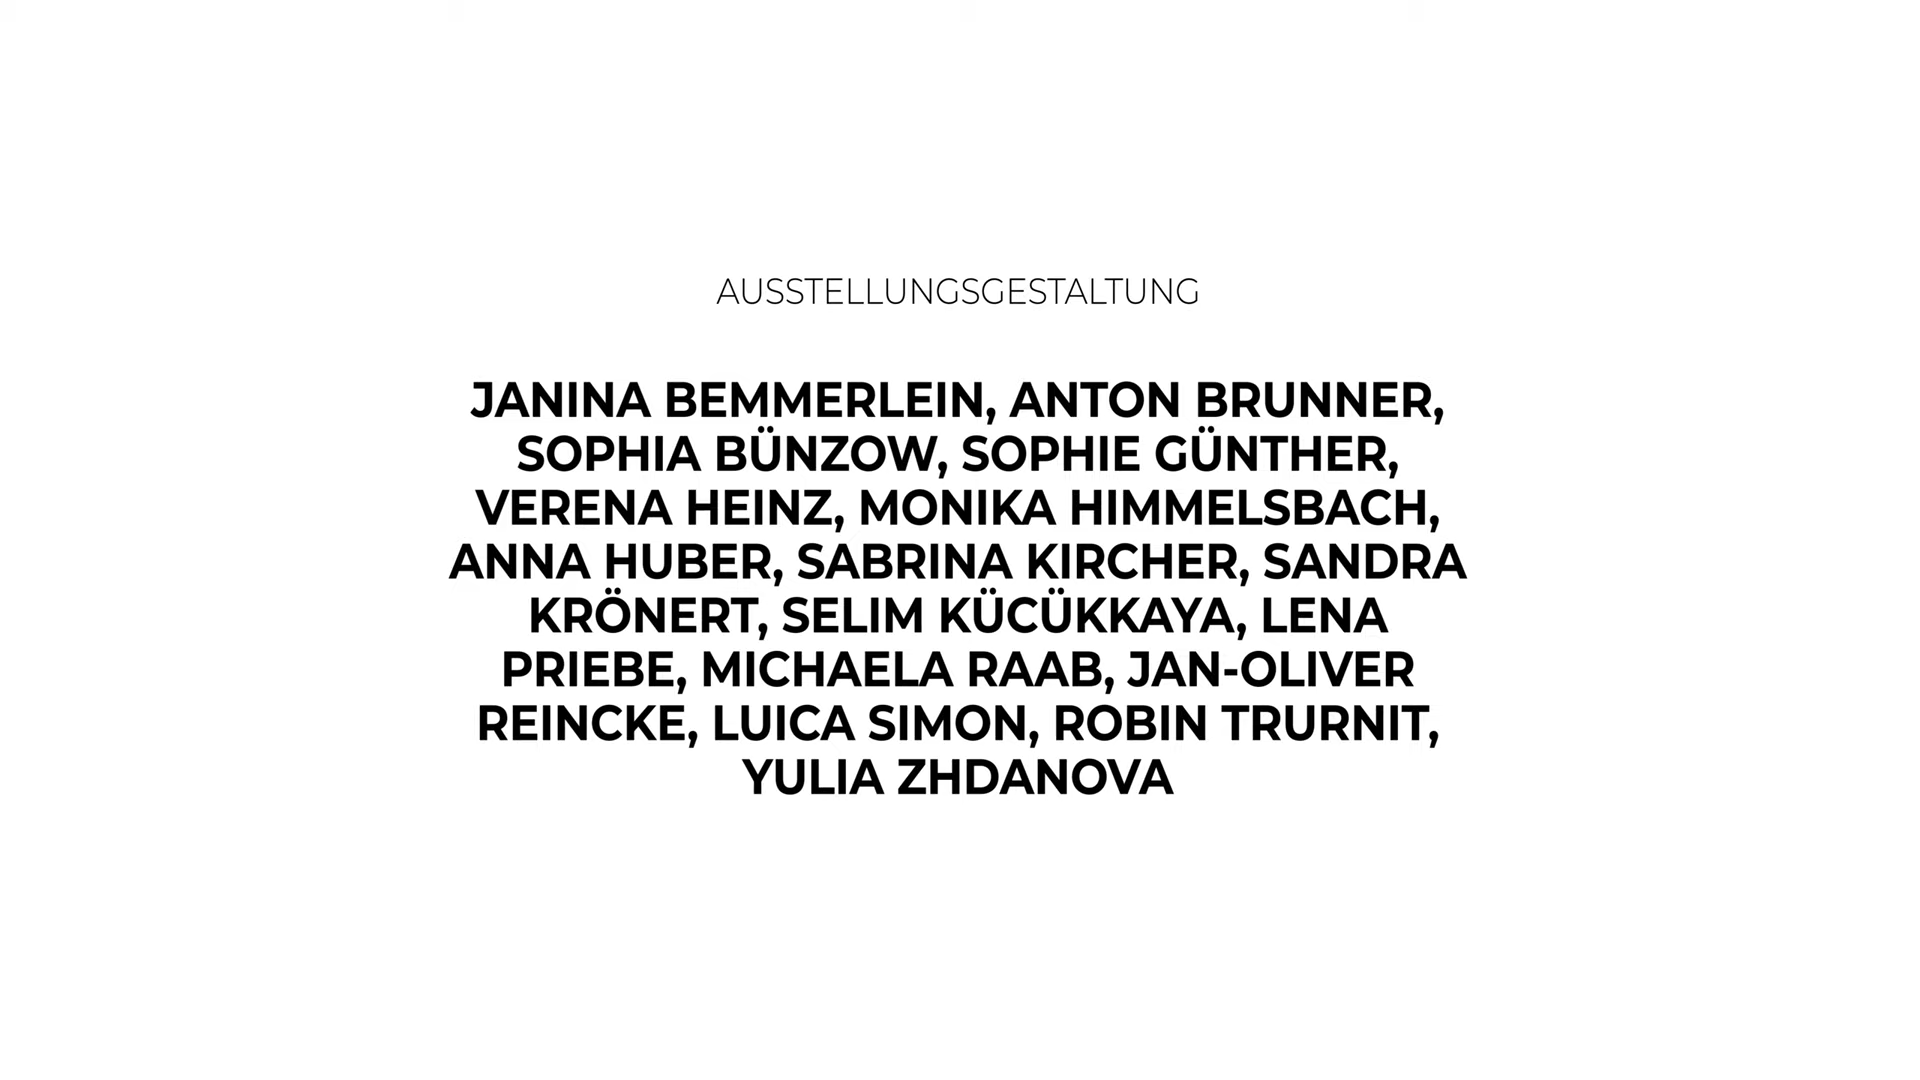 AUSSTELLUNGSGESTALTUNG
JANINA BEMMERLEIN, ANTON BRUNNER,
SOPHIA BÜNZOW, SOPHIE GÜNTHER,
VERENA HEINZ, MONIKA HIMMELSBACH,
ANNA HUBER, SABRINA KIRCHER, SANDRA
KRÖNERT, SELIM KÜCÜKKAYA, LENA
PRIEBE, MICHAELA RAAB, JAN-OLIVER
REINCKE, LUICA SIMON, ROBIN TRURNIT,
YULIA ZHDANOVA